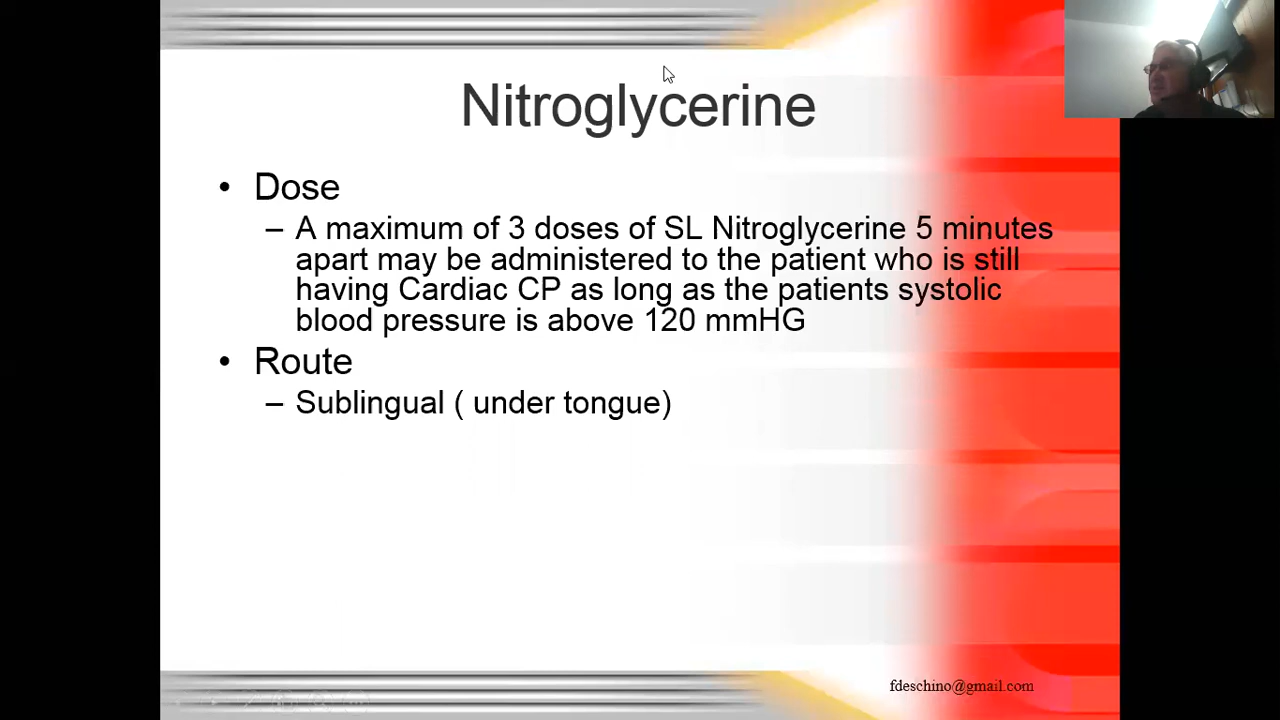 Nitroglycerine
• Dose
– A maximum of 3 doses of SL Nitroglycerine 5 minutes
apart may be administered to the patient who is still
having Cardiac CP as long as the patients systolic
blood pressure is above 120 mmHG
• Route
– Sublingual ( under tongue)
fdeschino@gmail.com